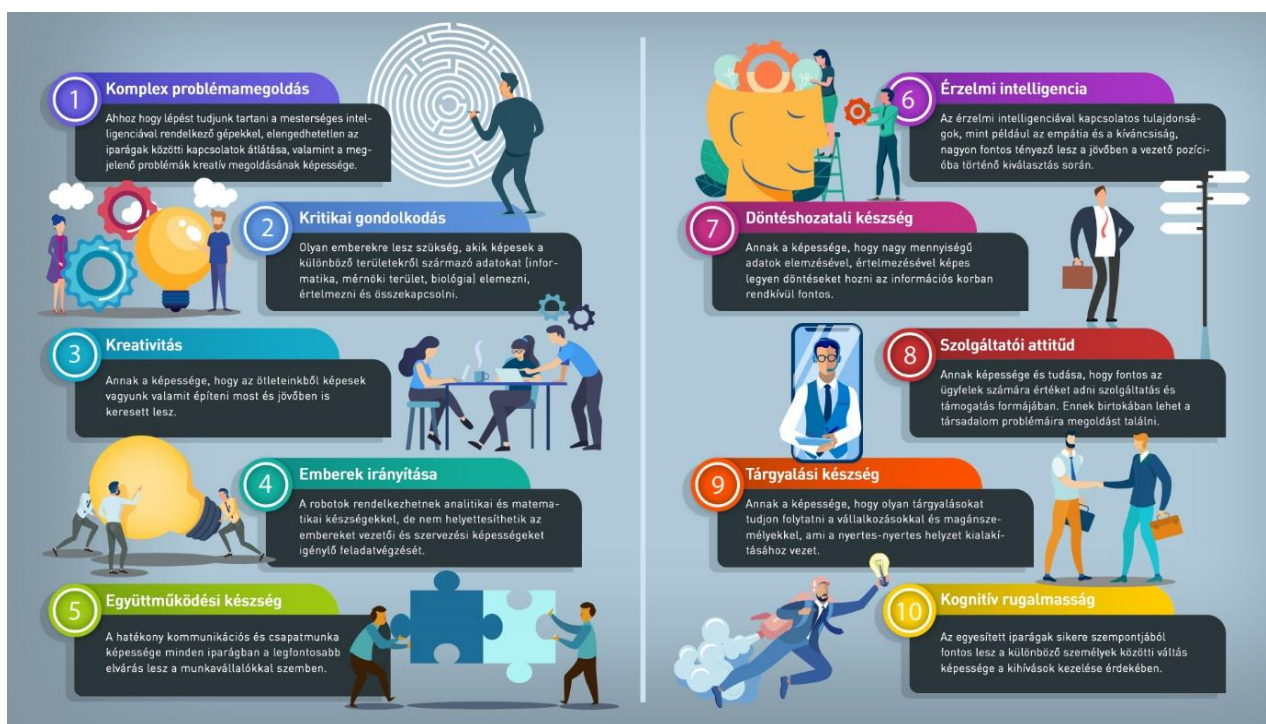 1
Komplex problémamegoldás
Ahhoz hogy lépést tudjunk tartani a mesterséges intel-
ligenciával rendelkező gépekkel, elengedhetetlen az
iparágak közötti kapcsolatok átlátása, valamint a meg-
jelenő problémák kreatív megoldásának képessége.
2
Kritikai gondolkodás
Olyan emberekre lesz szükség, akik képesek a
különböző területekről származó adatokat (infor-
matika, mérnöki terület, biológia) elemezni,
értelmezni és összekapcsolni.
3
Kreativitás
Annak a képessége, hogy az ötleteinkből képesek
vagyunk valamit építeni most és jövőben is
keresett lesz.
4
Emberek irányítása
A robotok rendelkezhetnek analitikai és matema-
tikai készségekkel, de nem helyettesíthetik az
embereket vezetői és szervezési képességeket
igénylő feladatvégzését.
5
Együttműködési készség
A hatékony kommunikációs és csapatmunka
képessége minden iparágban a legfontosabb
elvárás lesz a munkavállalókkal szemben.
6
Érzelmi intelligencia
Az érzelmi intelligenciával kapcsolatos tulajdonsá-
gok, mint például az empátia és a kíváncsiság,
nagyon fontos tényező lesz a jövőben a vezető pozíci-
óba történő kiválasztás során.
7
Döntéshozatali készség
Annak a képessége, hogy nagy mennyiségű
adatok elemzésével, értelmezésével képes
legyen döntéseket hozni az információs korban
rendkívül fontos.
8
Szolgáltatói attitűd
Annak képessége és tudása, hogy fontos az
ügyfelek számára értéket adni szolgáltatás és
támogatás formájában. Ennek birtokában lehet a
társadalom problémáira megoldást találni.
9
Tárgyalási készség
Annak a képessége, hogy olyan tárgyalásokat
tudjon folytatni a vállalkozásokkal és magánsze-
mélyekkel, ami a nyertes-nyertes helyzet kialakí-
tásához vezet.
10
Kognitív rugalmasság
Az egyesített iparágak sikere szempontjából
fontos lesz a különböző személyek közötti váltás
képessége a kihívások kezelése érdekében.